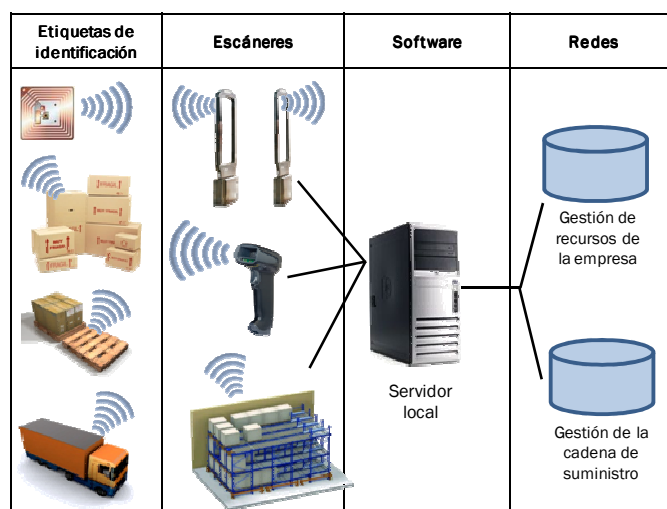 Etiquetas de
identificación
Escáneres
Software
Redes
Gestión de
recursos de
la empresa
Servidor
local
Gestión de la
cadena de
suministro